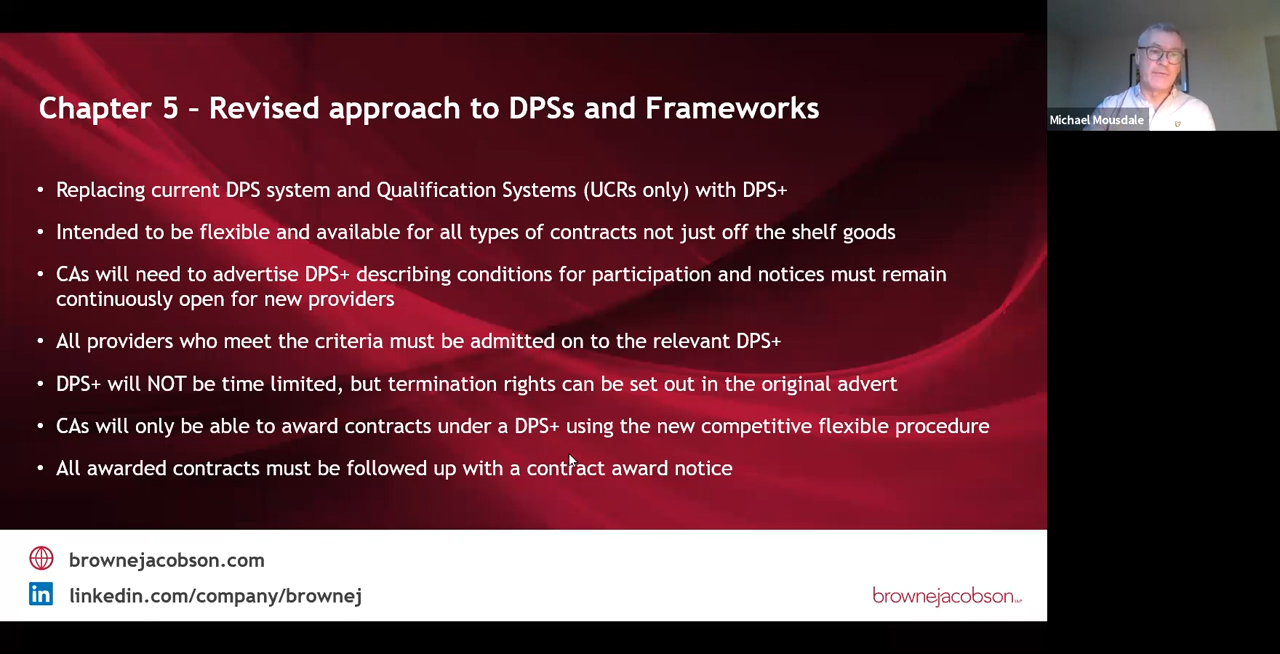 Chapter 5 – Revised approach to DPSs and Frameworks
• Replacing current DPS system and Qualification Systems (UCRs only) with DPS+
• Intended to be flexible and available for all types of contracts not just off the shelf goods
• CAs will need to advertise DPS+ describing conditions for participation and notices must remain
continuously open for new providers
• All providers who meet the criteria must be admitted on to the relevant DPS+
• DPS+ will NOT be time limited, but termination rights can be set out in the original advert
• CAs will only be able to award contracts under a DPS+ using the new competitive flexible procedure
• All awarded contracts must be followed up with a contract award notice
brownejacobson.com
in linkedin.com/company/brownej
brownejacobson
Michael Mousdale